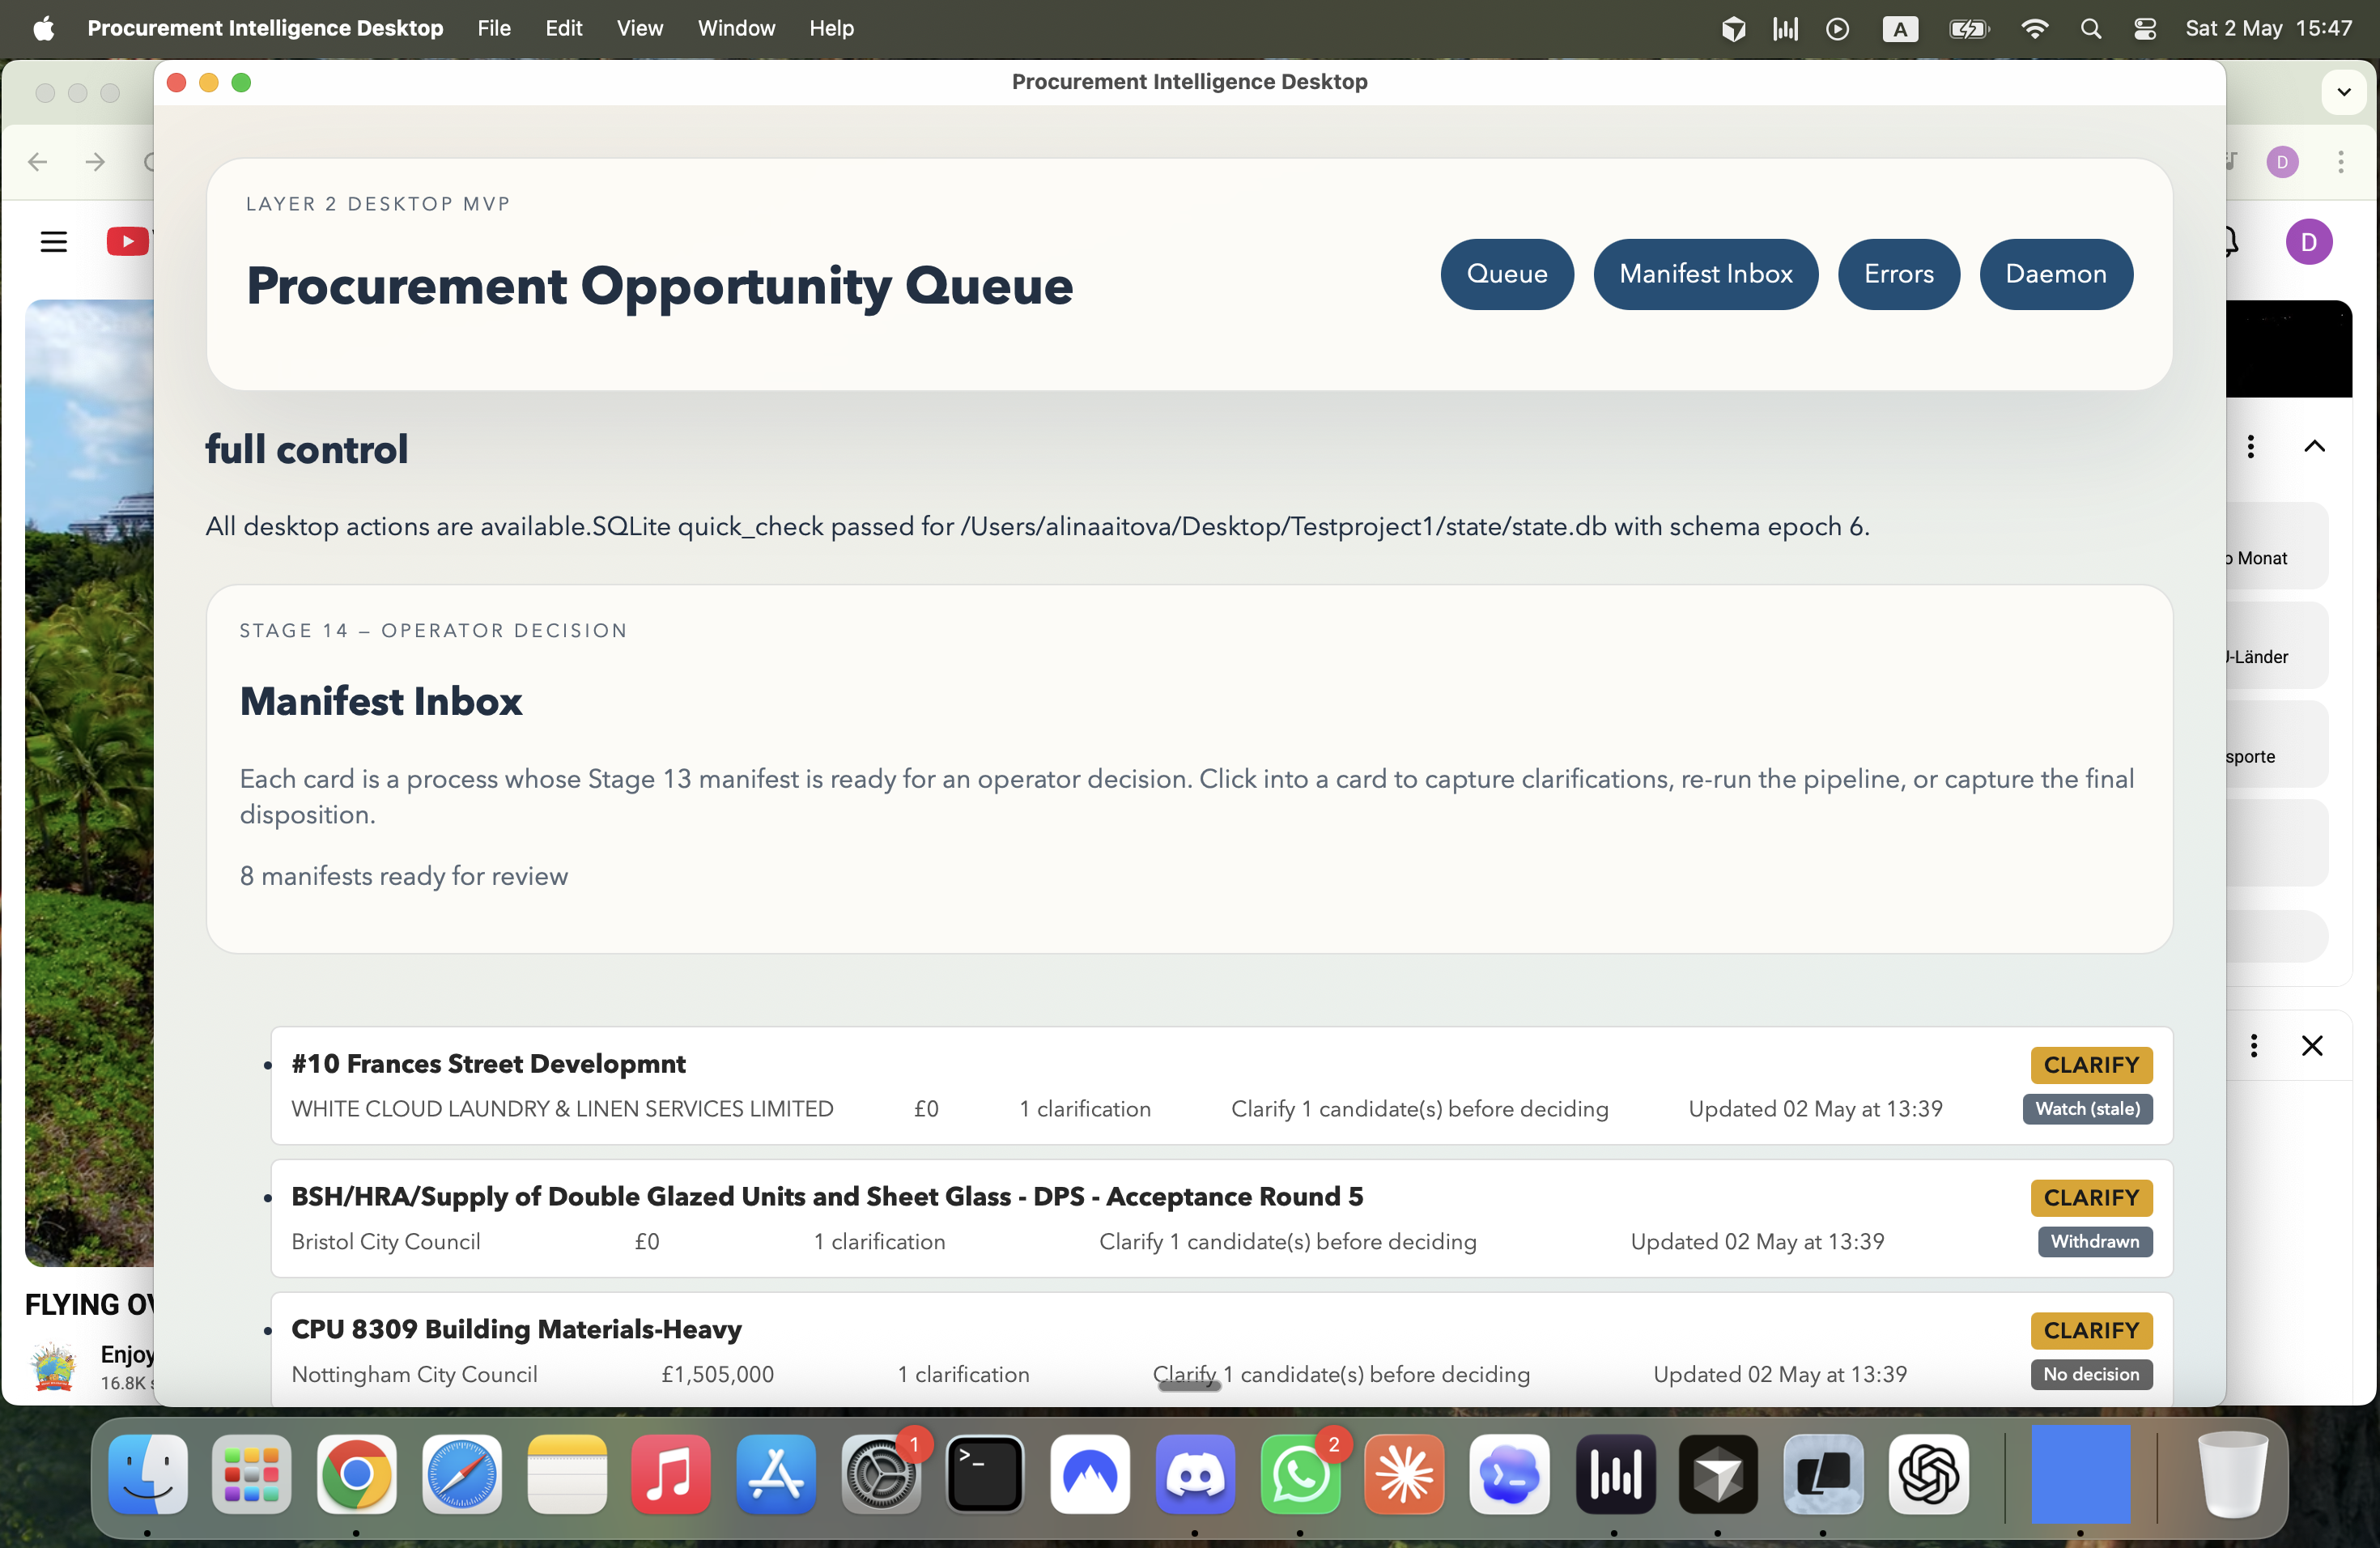 Procurement Intelligence Desktop File Edit View Window Help
A
Sat 2 May 15:47
Procurement Intelligence Desktop
D
LAYER 2 DESKTOP MVP
Procurement Opportunity Queue
Queue
Manifest Inbox
Errors
Daemon
D
full control
All desktop actions are available.SQLite quick_check passed for /Users/alinaaitova/Desktop/Testproject1/state/state.db with schema epoch 6.
o Monat
STAGE 14 – OPERATOR DECISION
J-Länder
Manifest Inbox
sporte
Each card is a process whose Stage 13 manifest is ready for an operator decision. Click into a card to capture clarifications, re-run the pipeline, or capture the final
disposition.
8 manifests ready for review
#10 Frances Street Developmnt
CLARIFY
WHITE CLOUD LAUNDRY & LINEN SERVICES LIMITED £0 1 clarification Clarify 1 candidate(s) before deciding Updated 02 May at 13:39
Watch (stale)
BSH/HRA/Supply of Double Glazed Units and Sheet Glass - DPS - Acceptance Round 5
CLARIFY
Bristol City Council £0 1 clarification Clarify 1 candidate(s) before deciding Updated 02 May at 13:39
Withdrawn
CPU 8309 Building Materials-Heavy
CLARIFY
Nottingham City Council £1,505,000 1 clarification Clarify 1 candidate(s) before deciding Updated 02 May at 13:39
No decision
FLYING OV
Enjoy
16.8K
1
2